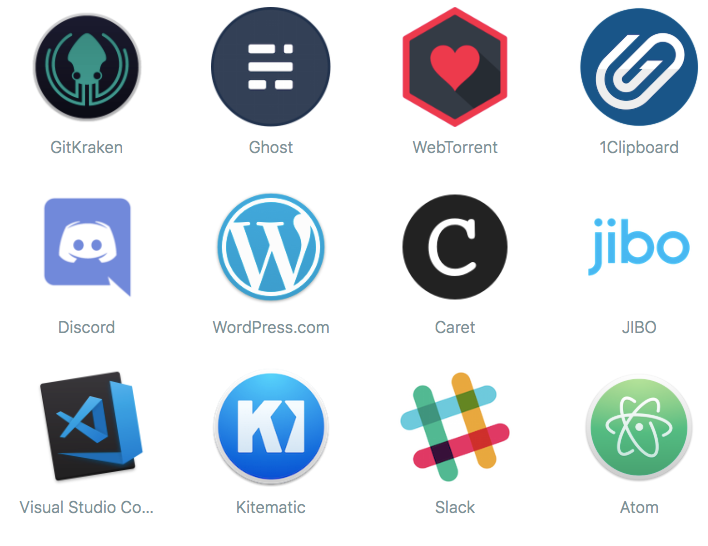 GitKraken
Ghost
WebTorrent
1Clipboard
W
C
jibo
Discord
WordPress.com
Caret
JIBO
KI
Visual Studio Co...
Kitematic
Slack
Atom